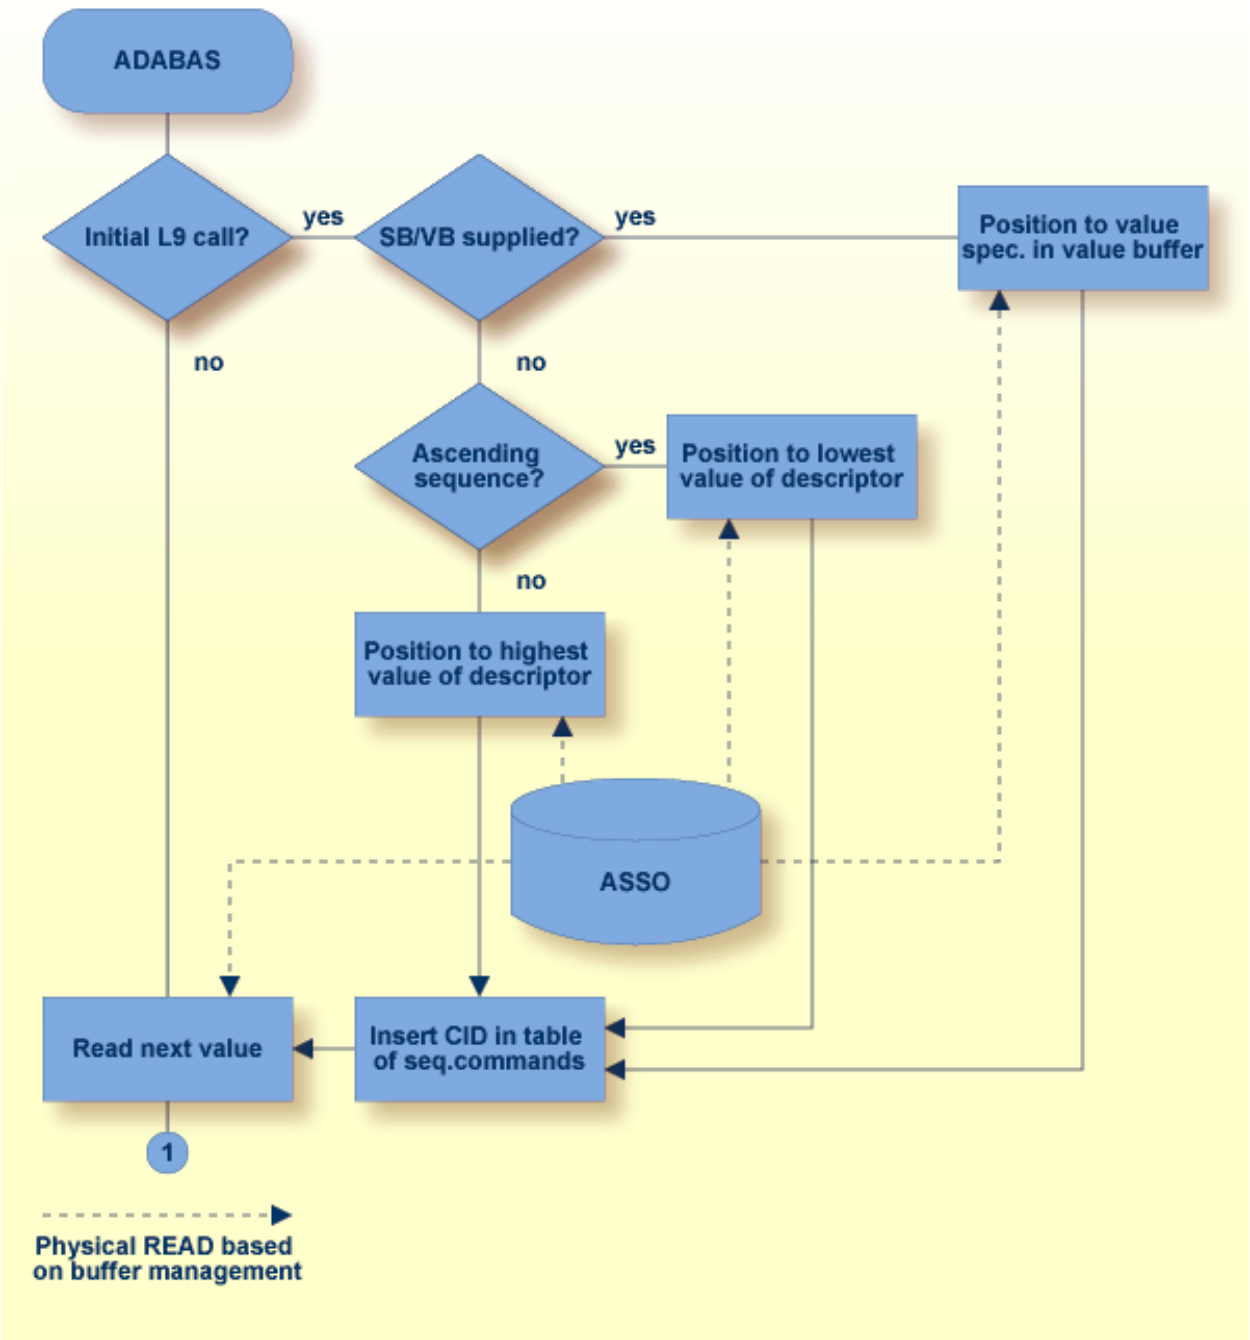 ADABAS
Initial L9 call?
yes
SB/VB supplied?
yes
Position to value
spec. in value buffer
no
no
Ascending
sequence?
yes
Position to lowest
value of descriptor
no
Position to highest
value of descriptor
ASSO
Read next value
Insert CID in table
of seq.commands
1
Physical READ based
on buffer management